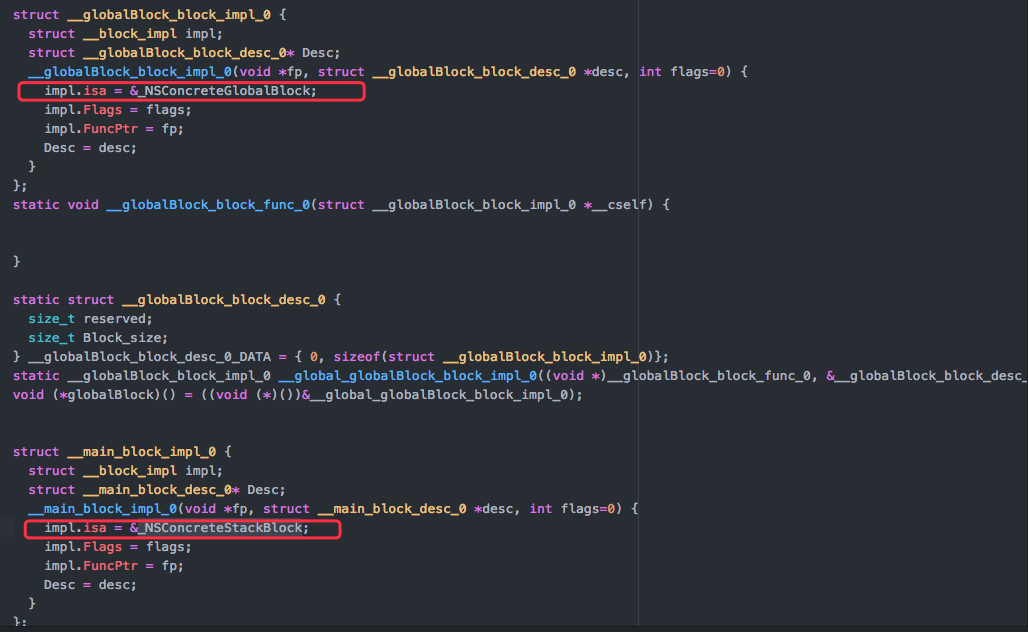 struct __globalBlock_block_impl_0 {
  struct __block_impl impl;
  struct __globalBlock_block_desc_0* Desc;
  __globalBlock_block_impl_0(void *fp, struct __globalBlock_block_desc_0 *desc, int flags=0) {
    impl.isa = &_NSConcreteGlobalBlock;
    impl.Flags = flags;
    impl.FuncPtr = fp;
    Desc = desc;
  }
};
static void __globalBlock_block_func_0(struct __globalBlock_block_impl_0 *__cself) {
}
static struct __globalBlock_block_desc_0 {
  size_t reserved;
  size_t Block_size;
} __globalBlock_block_desc_0_DATA = { 0, sizeof(struct __globalBlock_block_impl_0)};
static __globalBlock_block_impl_0 __global_globalBlock_block_impl_0((void *)__globalBlock_block_func_0, &__globalBlock_block_desc_
void (*globalBlock)() = ((void (*)())&__global_globalBlock_block_impl_0);
struct __main_block_impl_0 {
  struct __block_impl impl;
  struct __main_block_desc_0* Desc;
  __main_block_impl_0(void *fp, struct __main_block_desc_0 *desc, int flags=0) {
    impl.isa = &_NSConcreteStackBlock;
    impl.Flags = flags;
    impl.FuncPtr = fp;
    Desc = desc;
  }
};